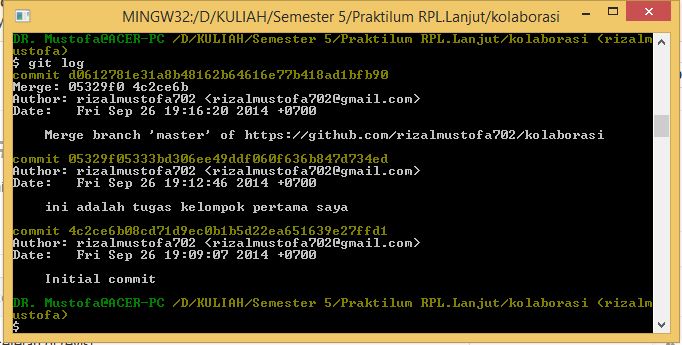 MINGW32:/D/KULIAH/Semester 5/Praktilum RPL.Lanjut/kolaborasi
DR. Mustofa@ACER-PC /D/KULIAH/Semester 5/Praktilum RPL.Lanjut/kolaborasi (rizalm
ustofa)
$ git log
commit d0612781e31a8b48162b64616e77b418ad1bfb90
Merge: 05329f0 4c2ce6b
Author: rizalmustofa702 <rizalmustofa702@gmail.com>
Date:   Fri Sep 26 19:16:20 2014 +0700
    Merge branch 'master' of https://github.com/rizalmustofa702/kolaborasi
commit 05329f05333bd306ee49ddf060f636b847d734ed
Author: rizalmustofa702 <rizalmustofa702@gmail.com>
Date:   Fri Sep 26 19:12:46 2014 +0700
    ini adalah tugas kelompok pertama saya
commit 4c2ce6b08cd71d9ec0b1b5d22ea651639e27ffd1
Author: rizalmustofa702 <rizalmustofa702@gmail.com>
Date:   Fri Sep 26 19:09:07 2014 +0700
    Initial commit
DR. Mustofa@ACER-PC /D/KULIAH/Semester 5/Praktilum RPL.Lanjut/kolaborasi (rizalm
ustofa)
$